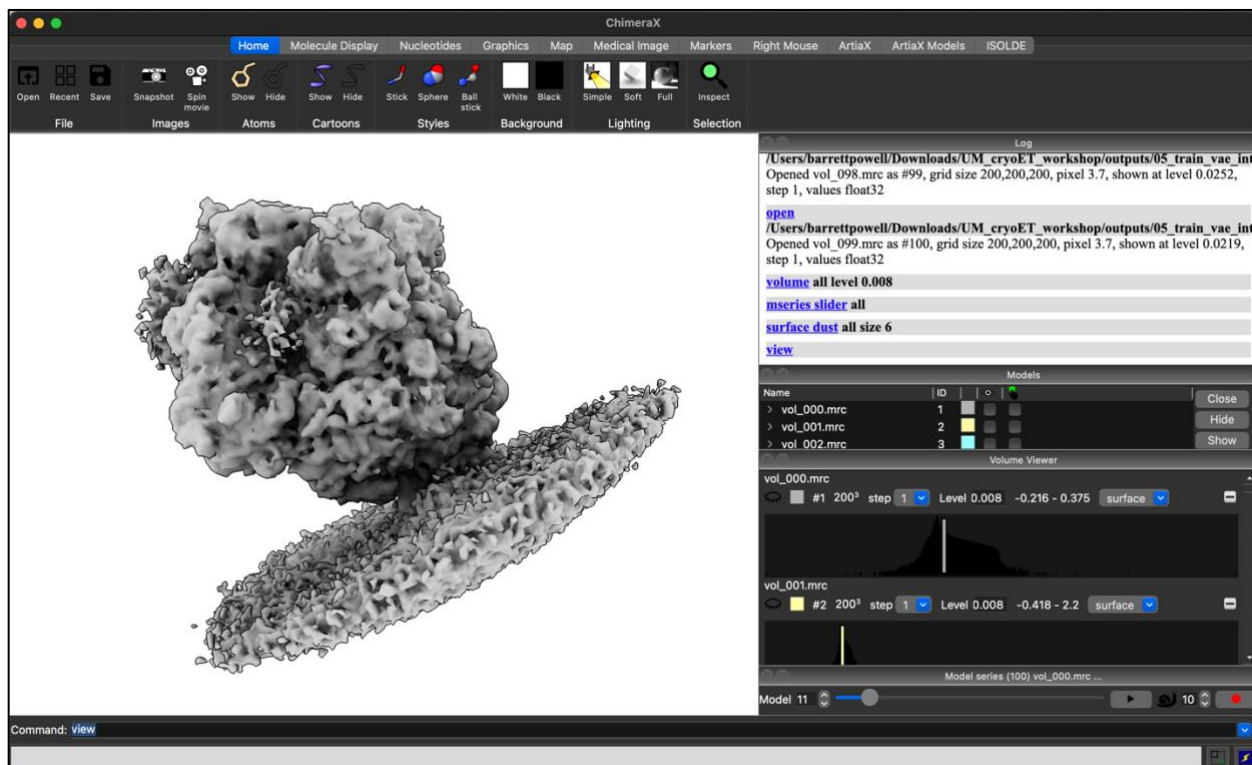 ChimeraX
Home Molecule Display Nucleotides Graphics Map Medical Image Markers Right Mouse ArtiaX ArtiaX Models ISOLDE
Open Recent Save Snapshot Spin movie Show Hide Show Hide Stick Sphere Ball stick White Black Simple Soft Full Inspect
File Images Atoms Cartoons Styles Background Lighting Selection
Log
/Users/barrettpowell/Downloads/UM_cryoET_workshop/outputs/05_train_vae_int
Opened vol_098.mrc as #99, grid size 200,200,200, pixel 3.7, shown at level 0.0252,
step 1, values float32
open
/Users/barrettpowell/Downloads/UM_cryoET_workshop/outputs/05_train_vae_int
Opened vol_099.mrc as #100, grid size 200,200,200, pixel 3.7, shown at level 0.0219,
step 1, values float32
volume all level 0.008
mseries slider all
surface dust all size 6
view
Models
Name ID
vol_000.mrc 1 Close
vol_001.mrc 2 Hide
vol_002.mrc 3 Show
Volume Viewer
vol_000.mrc
#1 200³ step 1 Level 0.008 -0.216 - 0.375 surface
vol_001.mrc
#2 200³ step 1 Level 0.008 -0.418 - 2.2 surface
Model series (100) vol_000.mrc ...
Model 11 10
Command: view